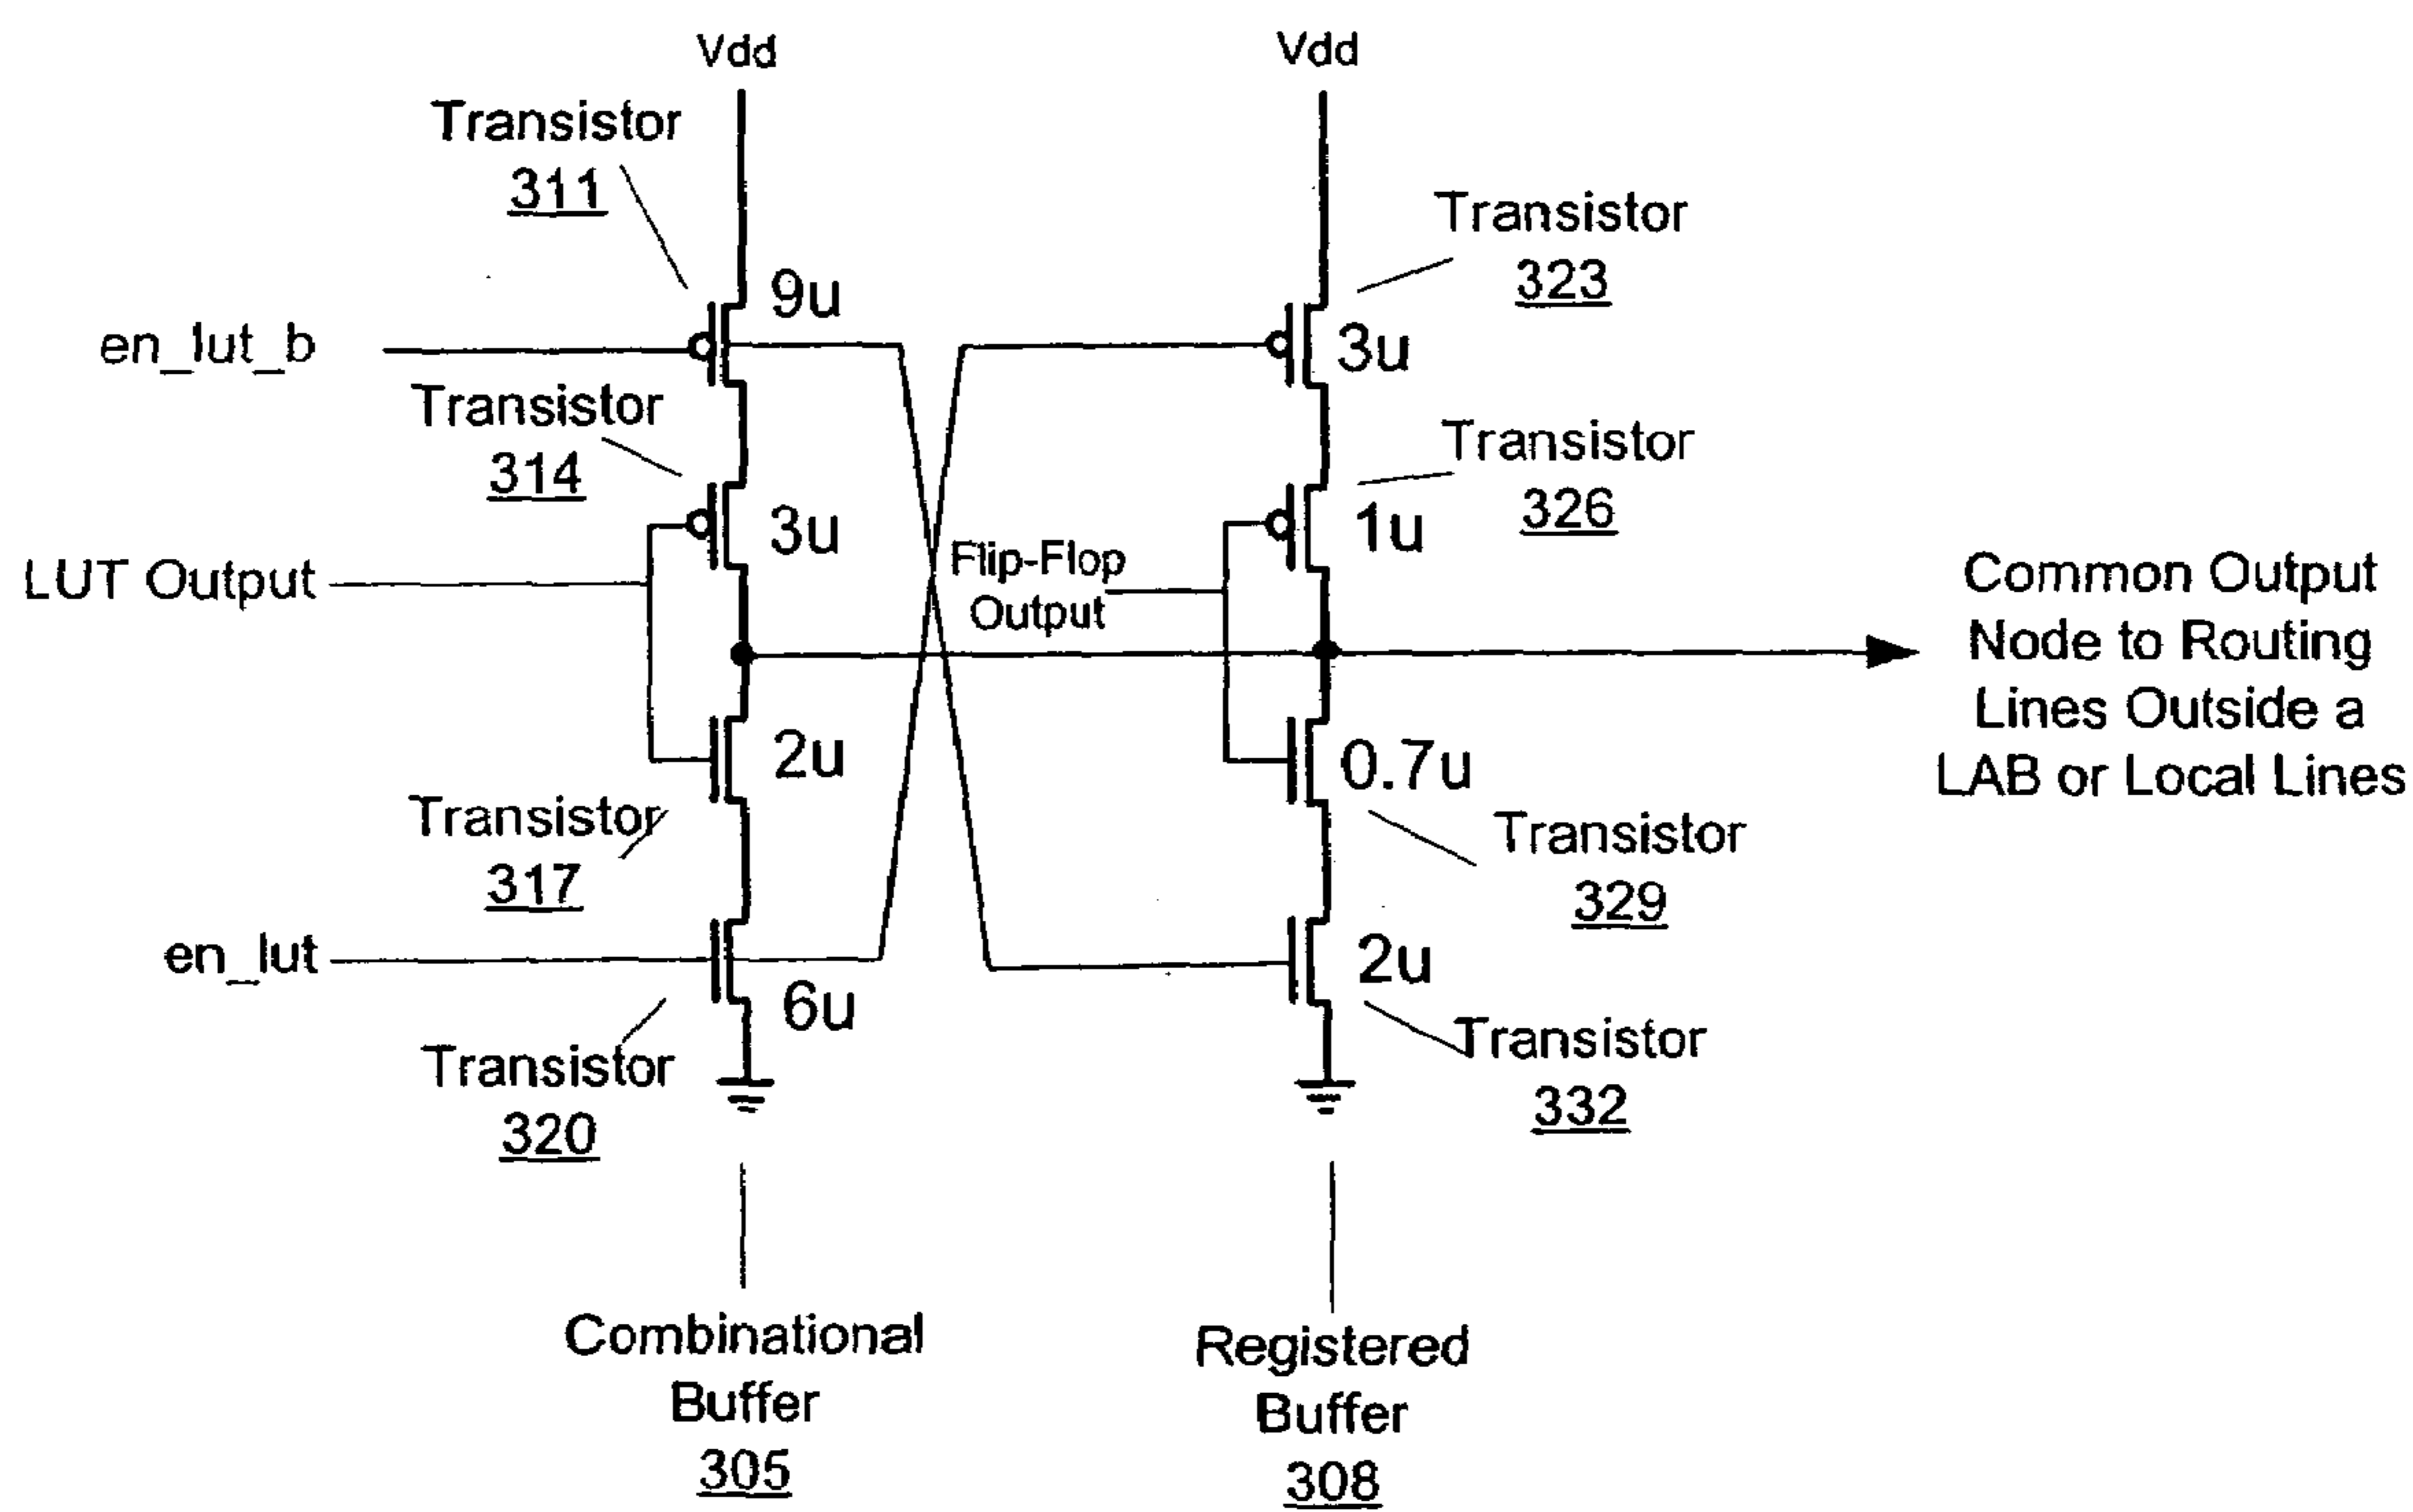 Vdd
Vdd
Transistor
311
9u
Transistor
323
en_lut_b
3u
Transistor
314
3u
Transistor
326
1u
LUT Output
Flip-Flop
Output
Common Output
Node to Routing
Lines Outside a
LAB or Local Lines
2u
0.7u
Transistor
317
Transistor
329
en_lut
6u
2u
Transistor
320
Transistor
332
Combinational
Buffer
305
Registered
Buffer
308